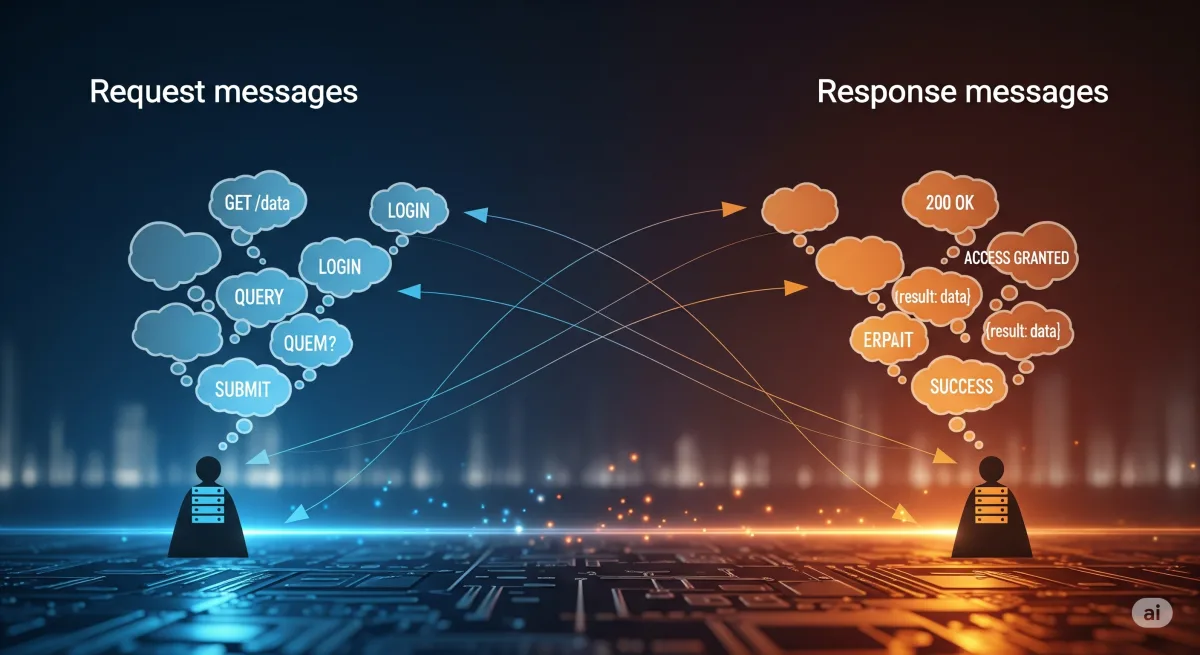 Request messages
Response messages
GET /data
LOGIN
LOGIN
QUERY
QUEM?
SUBMIT
200 OK
ACCESS GRANTED
{result: data}
{result: data}
ERPAIT
SUCCESS
ai